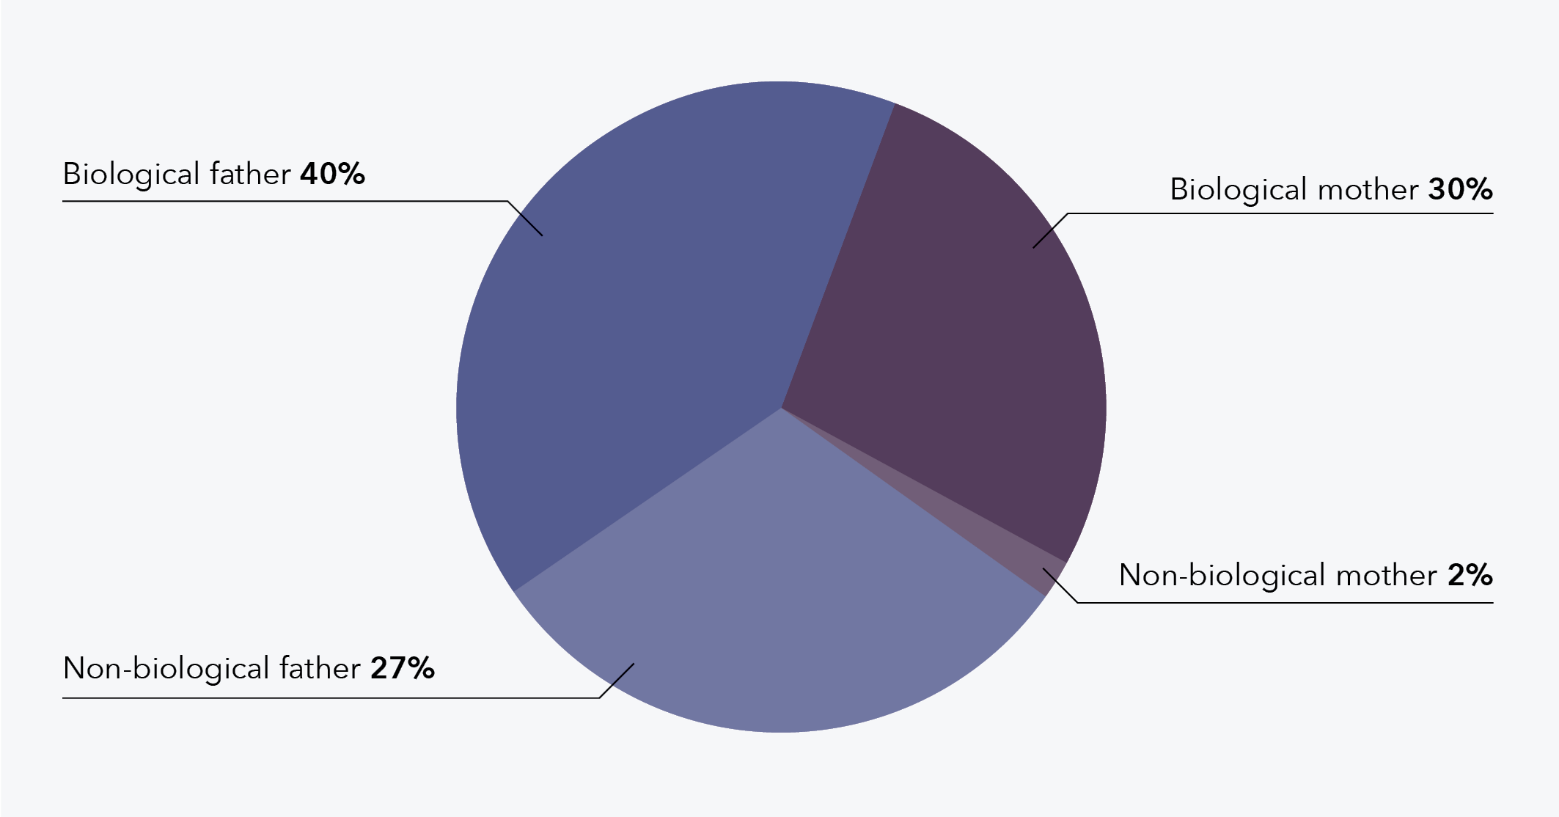 Biological father 40%
Biological mother 30%
Non-biological mother 2%
Non-biological father 27%